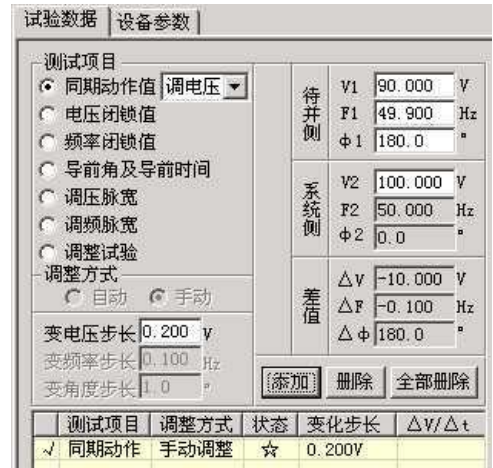 试验数据 设备参数
测试项目
同期动作值 调电压
电压闭锁值
频率闭锁值
导前角及导前时间
调压脉宽
调频脉宽
调整试验
调整方式
自动 手动
变电压步长 0.200 V
变频率步长 0.100 Hz
变角度步长 1.0 °
待并侧
V1 90.000 V
F1 49.900 Hz
φ1 180.0 °
系统侧
V2 100.000 V
F2 50.000 Hz
φ2 0.0 °
差值
△V -10.000 V
△F -0.100 Hz
△φ 180.0 °
添加 删除 全部删除
测试项目 调整方式 状态 变化步长 △V/△t
√ 同期动作 手动调整 ☆ 0.200V